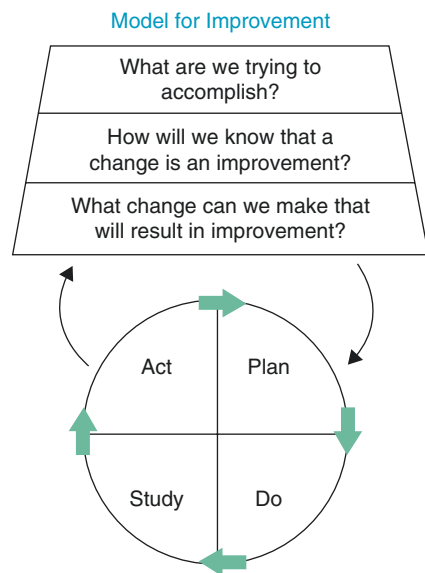 Model for Improvement
What are we trying to
accomplish?
How will we know that a
change is an improvement?
What change can we make that
will result in improvement?
Act
Plan
Study
Do